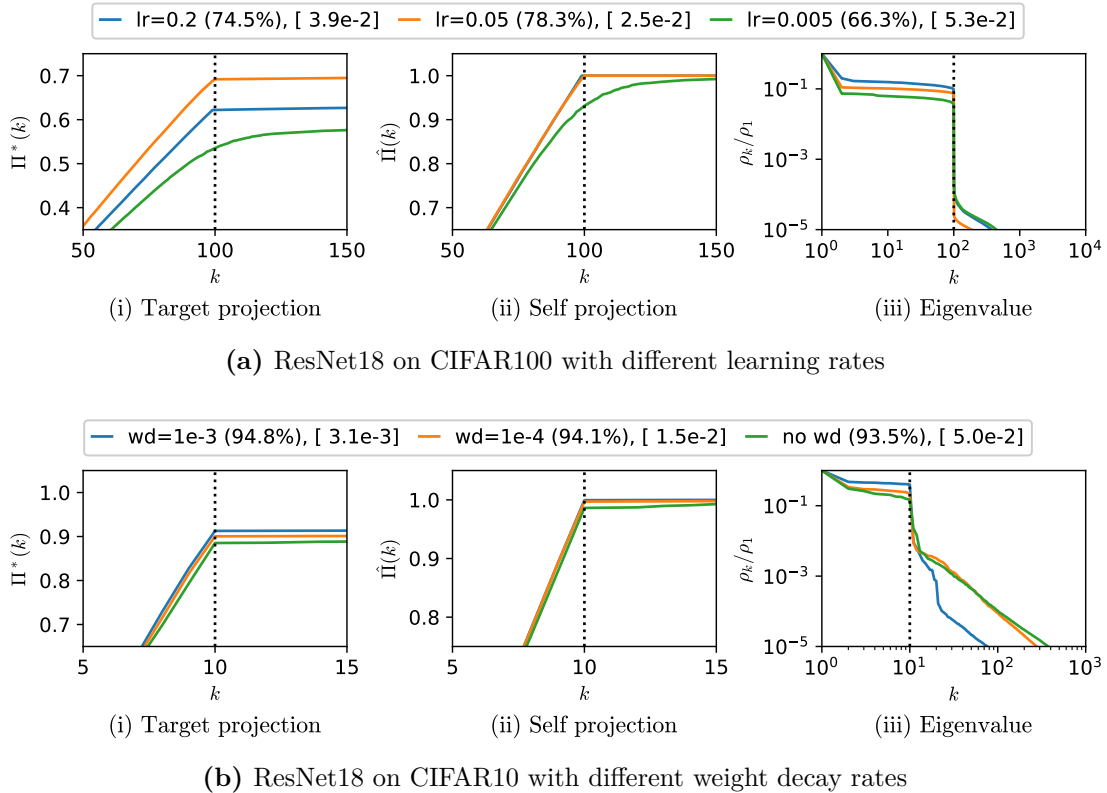 lr=0.2 (74.5%), [ 3.9e-2] lr=0.05 (78.3%), [ 2.5e-2] lr=0.005 (66.3%), [ 5.3e-2]
0.7
0.6
0.5
0.4
Π*(k)
50 100 150
k
(i) Target projection
1.0
0.9
0.8
0.7
Π̂(k)
50 100 150
k
(ii) Self projection
10⁻¹
10⁻³
10⁻⁵
ρₖ/ρ₁
10⁰ 10¹ 10² 10³ 10⁴
k
(iii) Eigenvalue
(a) ResNet18 on CIFAR100 with different learning rates
wd=1e-3 (94.8%), [ 3.1e-3] wd=1e-4 (94.1%), [ 1.5e-2] no wd (93.5%), [ 5.0e-2]
1.0
0.9
0.8
0.7
Π*(k)
5 10 15
k
(i) Target projection
1.0
0.9
0.8
Π̂(k)
5 10 15
k
(ii) Self projection
10⁻¹
10⁻³
10⁻⁵
ρₖ/ρ₁
10⁰ 10¹ 10² 10³
k
(iii) Eigenvalue
(b) ResNet18 on CIFAR10 with different weight decay rates